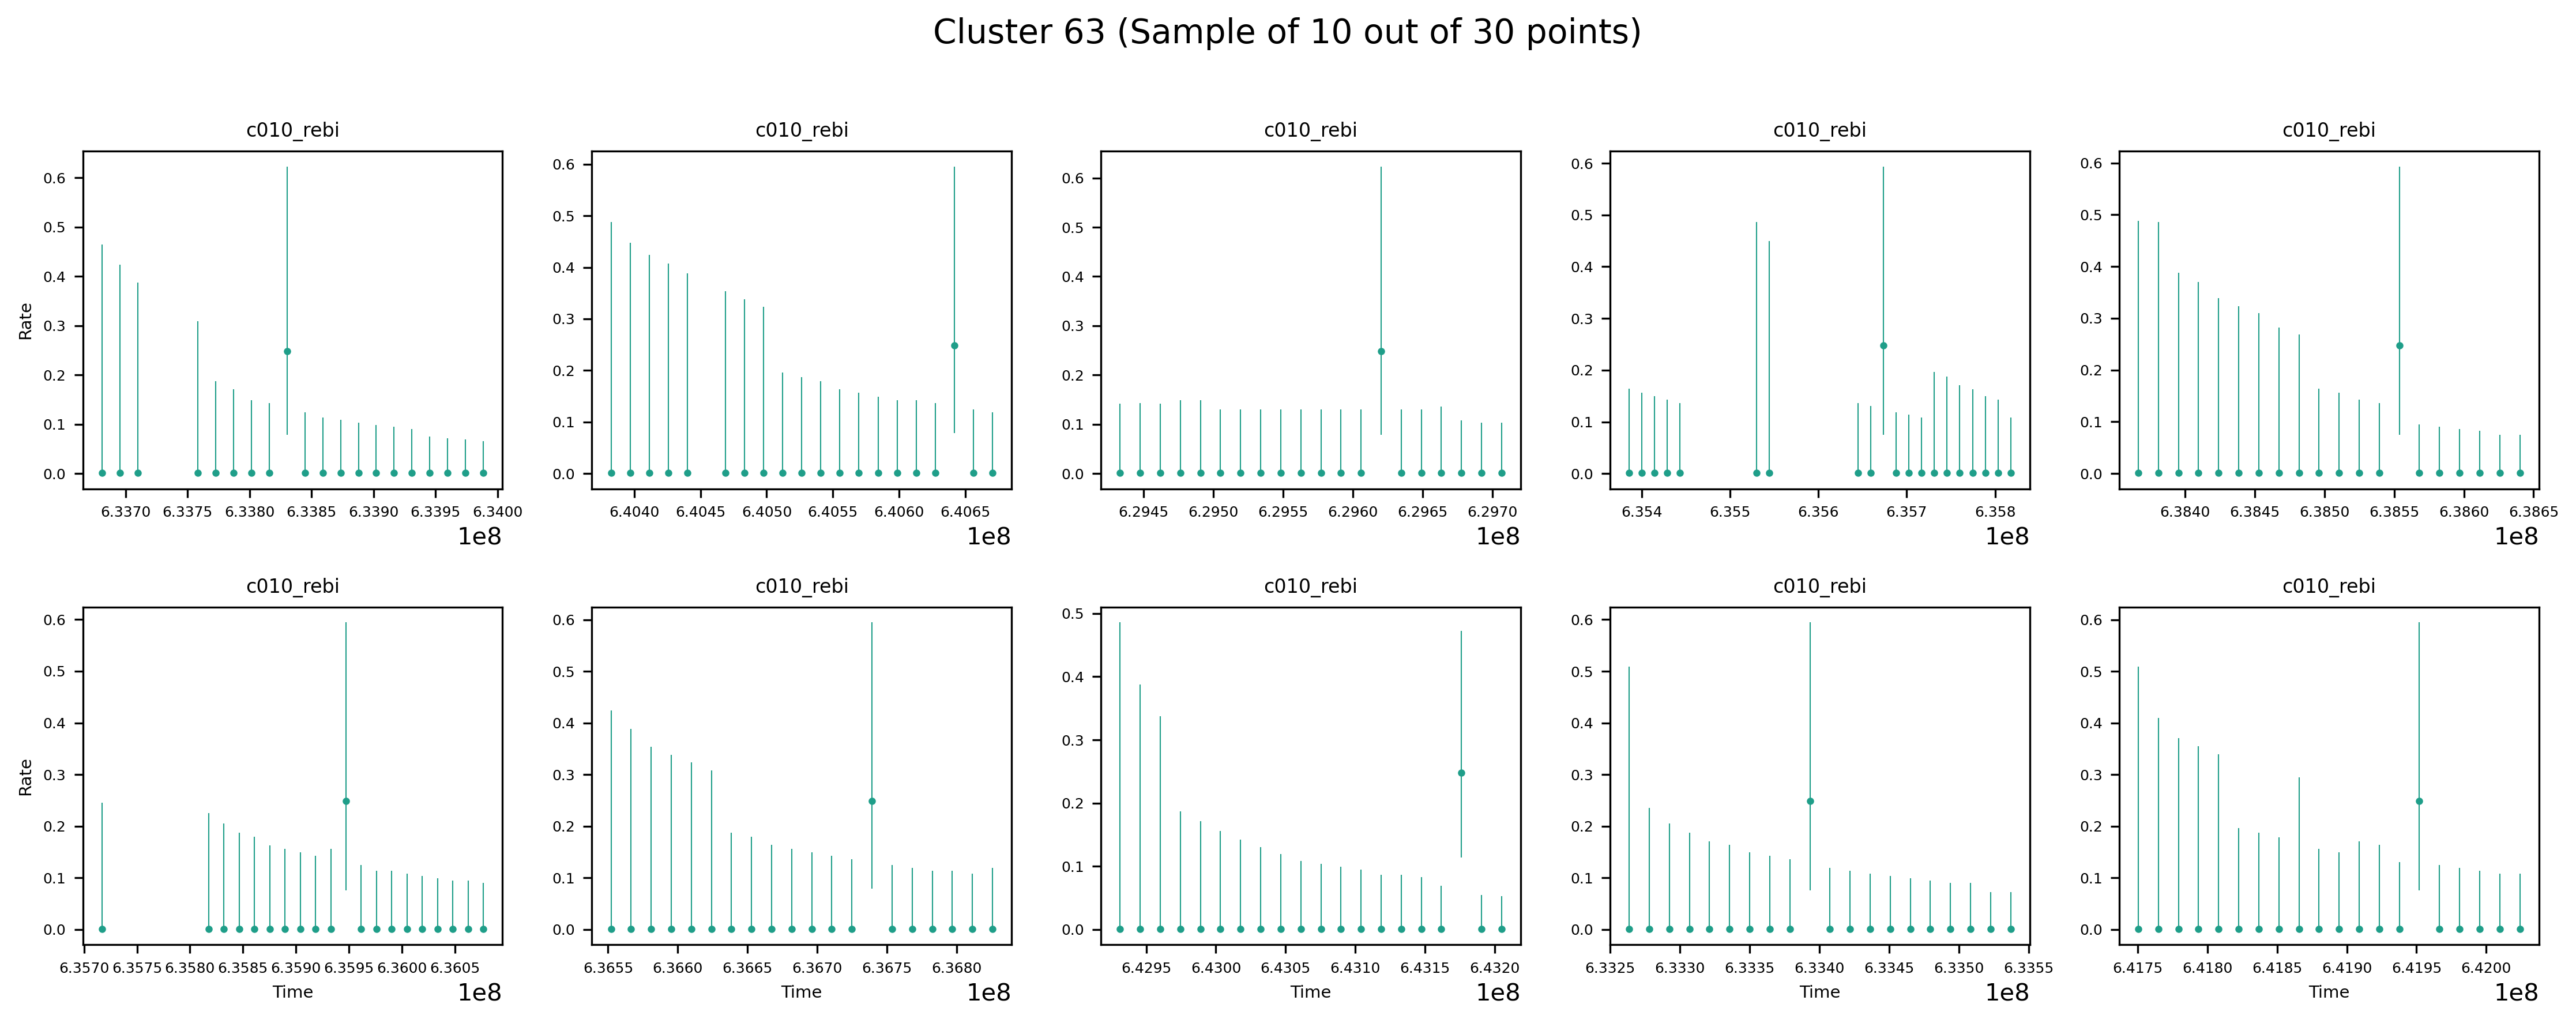 Cluster 63 (Sample of 10 out of 30 points)
c010_rebi c010_rebi c010_rebi c010_rebi c010_rebi
Rate
0.6 0.5 0.4 0.3 0.2 0.1 0.0
0.6 0.5 0.4 0.3 0.2 0.1 0.0
0.6 0.5 0.4 0.3 0.2 0.1 0.0
0.6 0.5 0.4 0.3 0.2 0.1 0.0
0.6 0.5 0.4 0.3 0.2 0.1 0.0
6.3370 6.3375 6.3380 6.3385 6.3390 6.3395 6.3400
6.4040 6.4045 6.4050 6.4055 6.4060 6.4065
6.2945 6.2950 6.2955 6.2960 6.2965 6.2970
6.354 6.355 6.356 6.357 6.358
6.3840 6.3845 6.3850 6.3855 6.3860 6.3865
1e8 1e8 1e8 1e8 1e8
c010_rebi c010_rebi c010_rebi c010_rebi c010_rebi
Rate
0.6 0.5 0.4 0.3 0.2 0.1 0.0
0.6 0.5 0.4 0.3 0.2 0.1 0.0
0.5 0.4 0.3 0.2 0.1 0.0
0.6 0.5 0.4 0.3 0.2 0.1 0.0
0.6 0.5 0.4 0.3 0.2 0.1 0.0
6.3570 6.3575 6.3580 6.3585 6.3590 6.3595 6.3600 6.3605
6.3655 6.3660 6.3665 6.3670 6.3675 6.3680
6.4295 6.4300 6.4305 6.4310 6.4315 6.4320
6.3325 6.3330 6.3335 6.3340 6.3345 6.3350 6.3355
6.4175 6.4180 6.4185 6.4190 6.4195 6.4200
Time Time Time Time Time
1e8 1e8 1e8 1e8 1e8